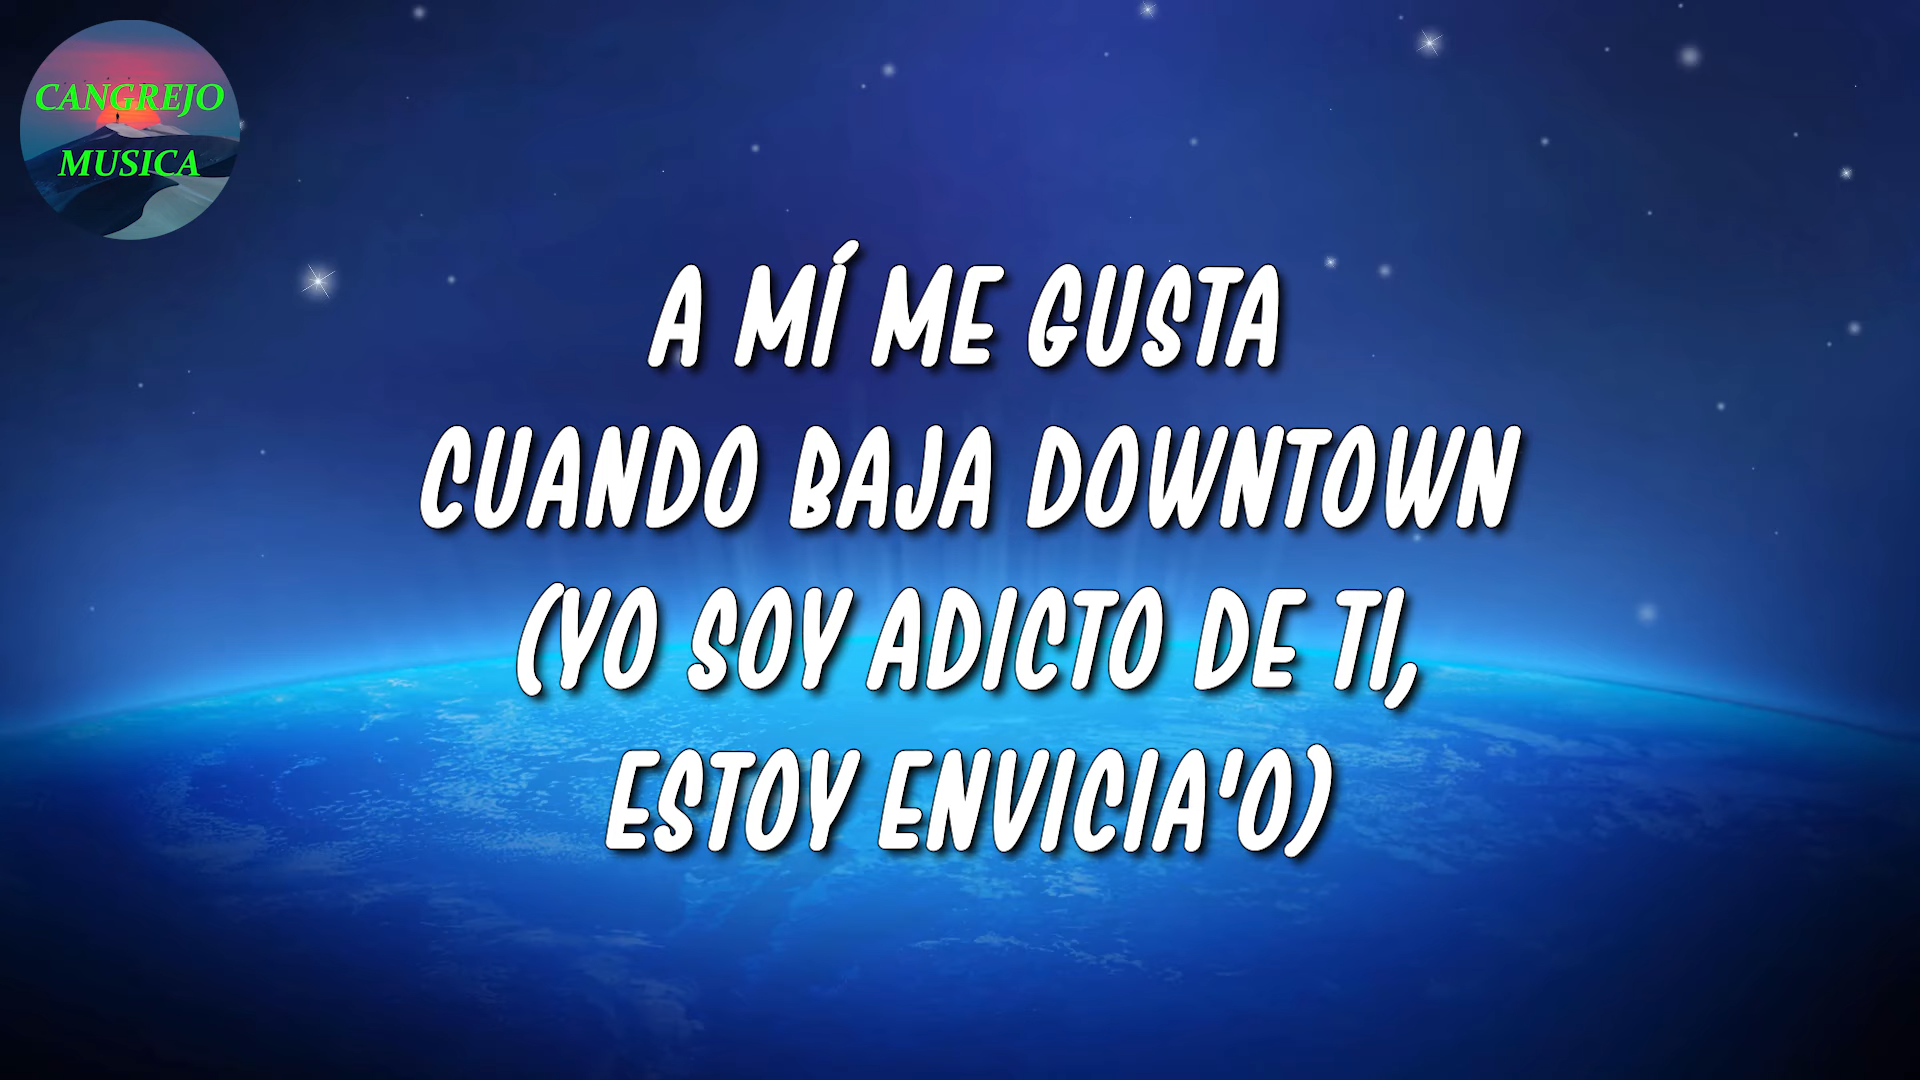 CANGREJO
MUSICA
A MÍ ME GUSTA
CUANDO BAJA DOWNTOWN
(YO SOY ADICTO DE TI,
ESTOY ENVICIA'O)